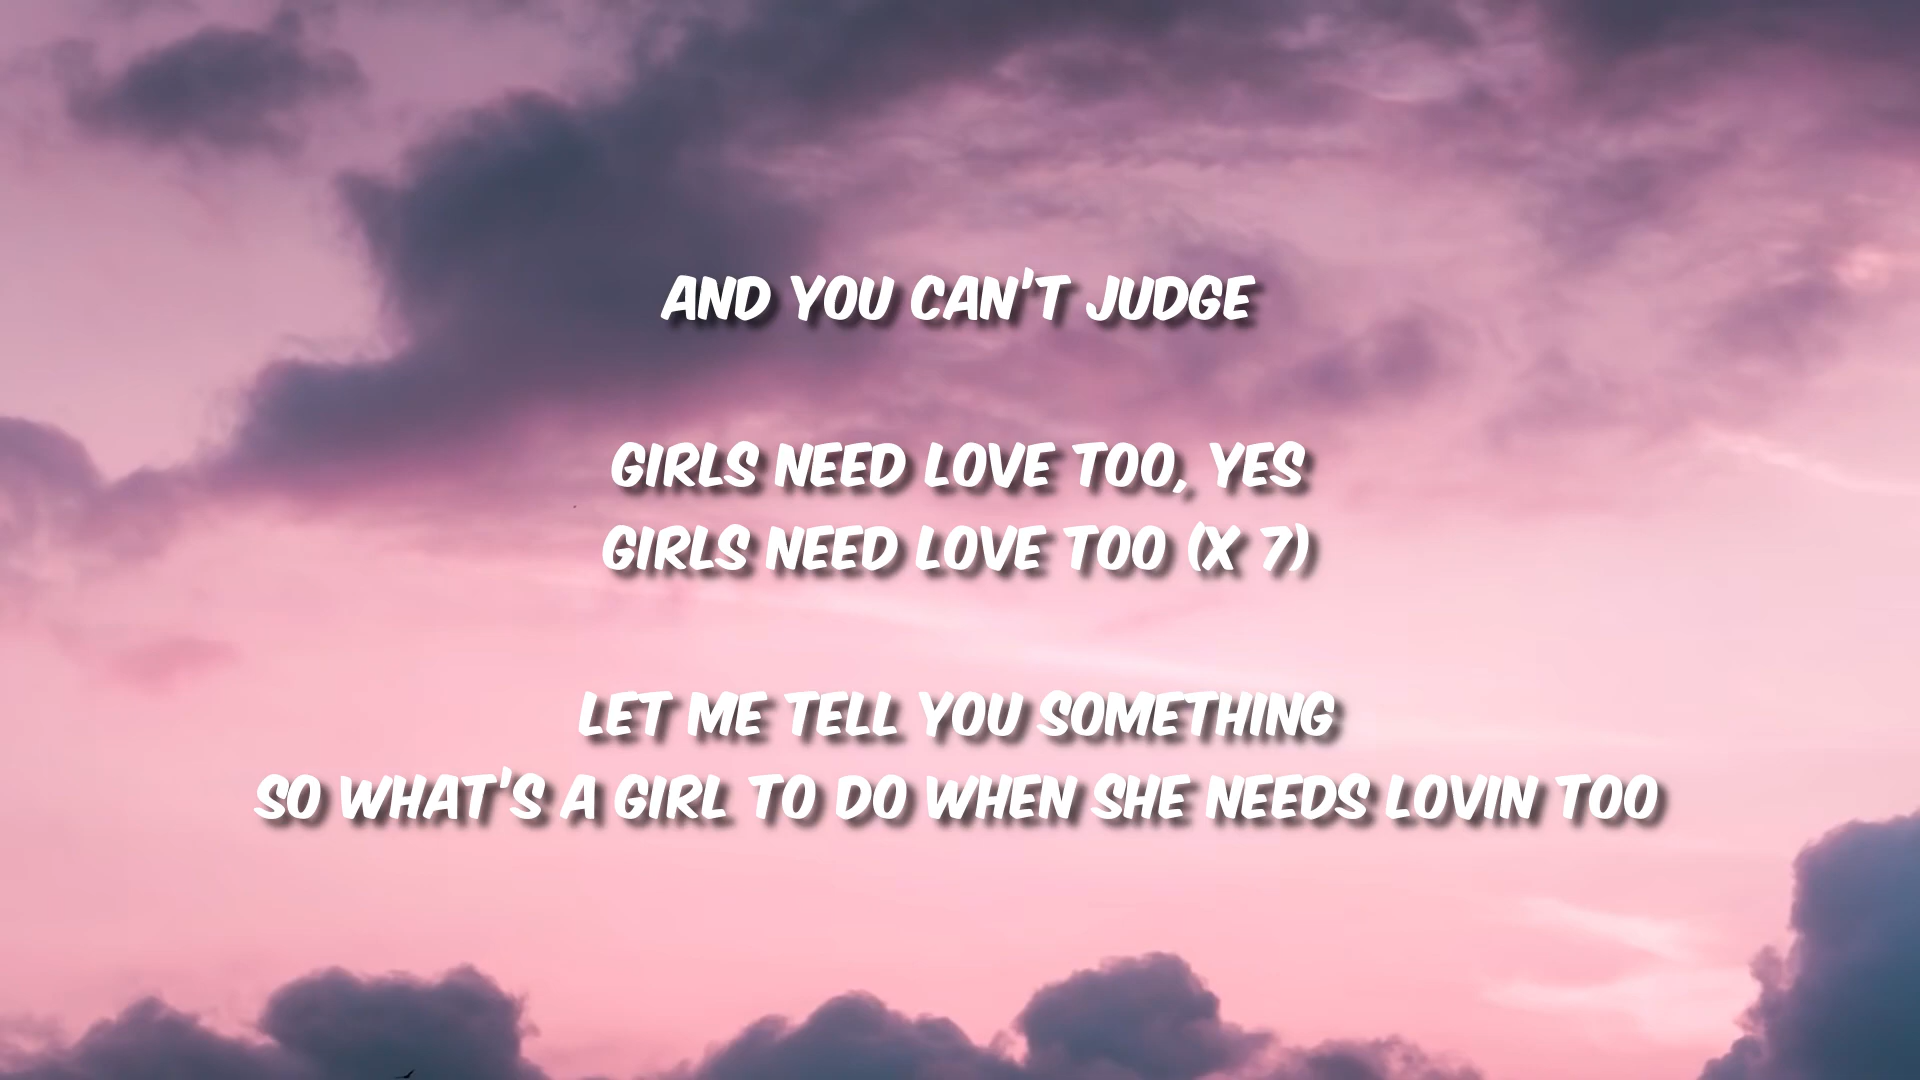 AND YOU CAN'T JUDGE
GIRLS NEED LOVE TOO, YES
GIRLS NEED LOVE TOO (X 7)
LET ME TELL YOU SOMETHING
SO WHAT'S A GIRL TO DO WHEN SHE NEEDS LOVIN TOO